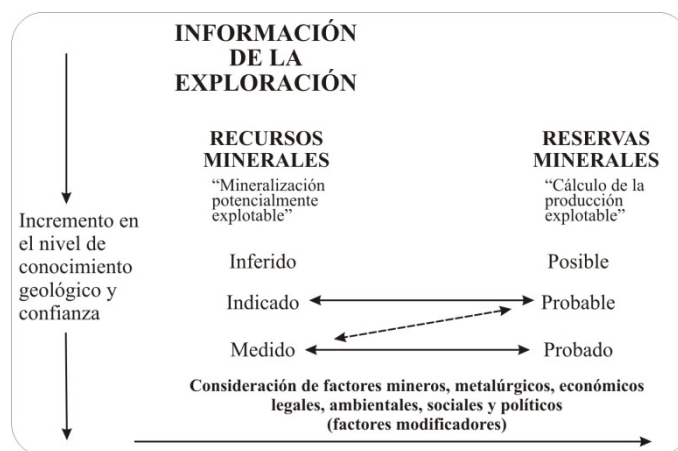 INFORMACIÓN
DE LA
EXPLORACIÓN
RECURSOS
MINERALES
“Mineralización
potencialmente
explotable”
RESERVAS
MINERALES
“Cálculo de la
producción
explotable”
Incremento en
el nivel de
conocimiento
geológico y
confianza
Inferido
Posible
Indicado
Probable
Medido
Probado
Consideración de factores mineros, metalúrgicos, económicos
legales, ambientales, sociales y políticos
(factores modificadores)